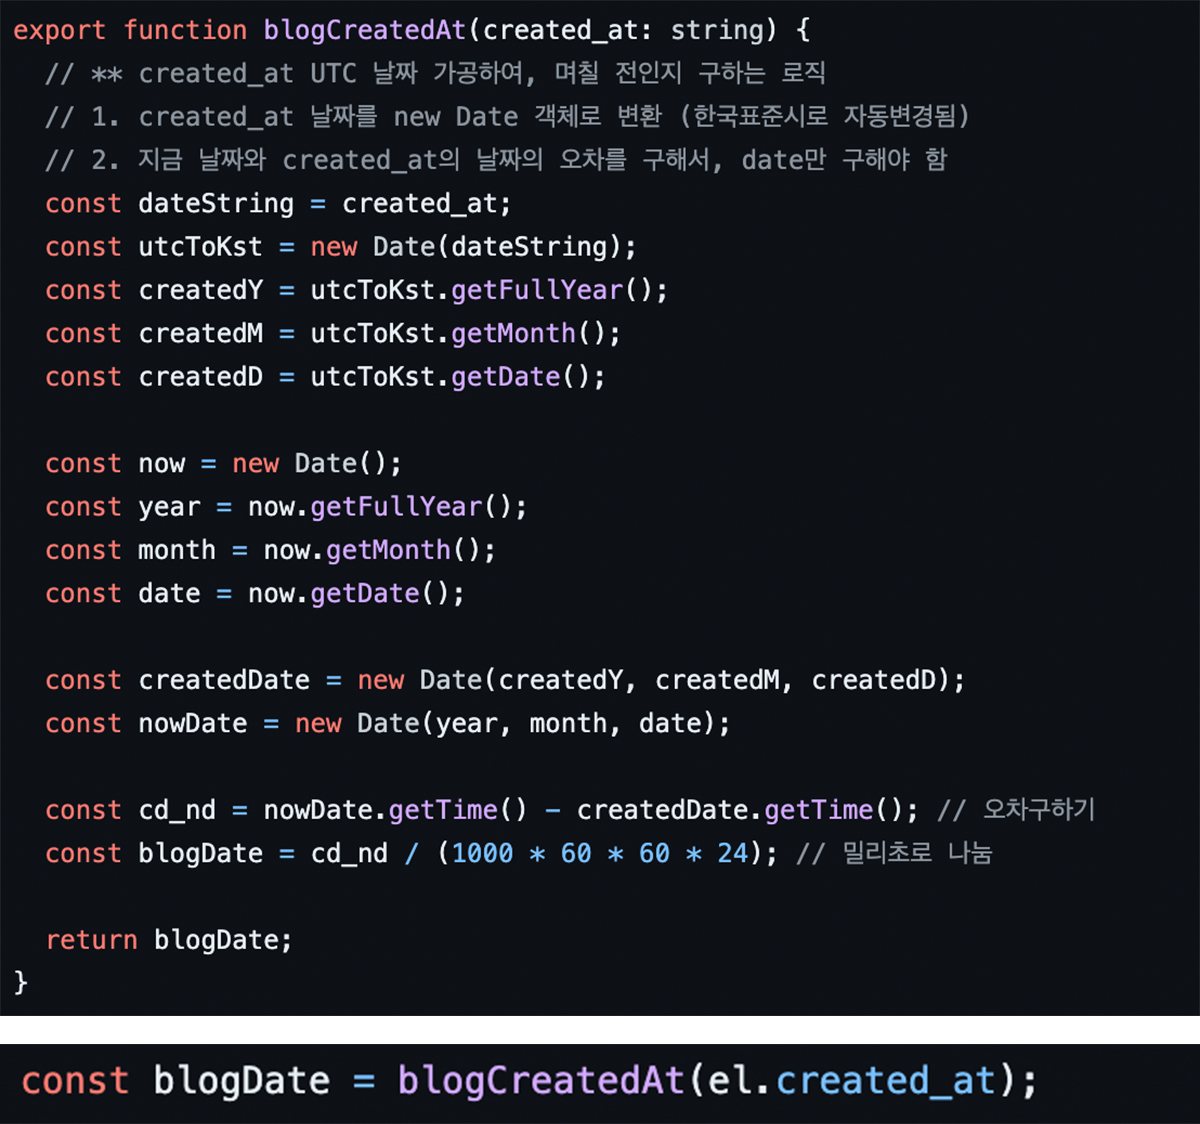 export function blogCreatedAt(created_at: string) {
// ** created_at UTC 날짜 가공하여, 며칠 전인지 구하는 로직
// 1. created_at 날짜를 new Date 객체로 변환 (한국표준시로 자동변경됨)
// 2. 지금 날짜와 created_at의 날짜의 오차를 구해서, date만 구해야 함
const dateString = created_at;
const utcToKst = new Date(dateString);
const createdY = utcToKst.getFullYear();
const createdM = utcToKst.getMonth();
const createdD = utcToKst.getDate();
const now = new Date();
const year = now.getFullYear();
const month = now.getMonth();
const date = now.getDate();
const createdDate = new Date(createdY, createdM, createdD);
const nowDate = new Date(year, month, date);
const cd_nd = nowDate.getTime() - createdDate.getTime(); // 오차구하기
const blogDate = cd_nd / (1000 * 60 * 60 * 24); // 밀리초로 나눔
return blogDate;
}
const blogDate = blogCreatedAt(el.created_at);